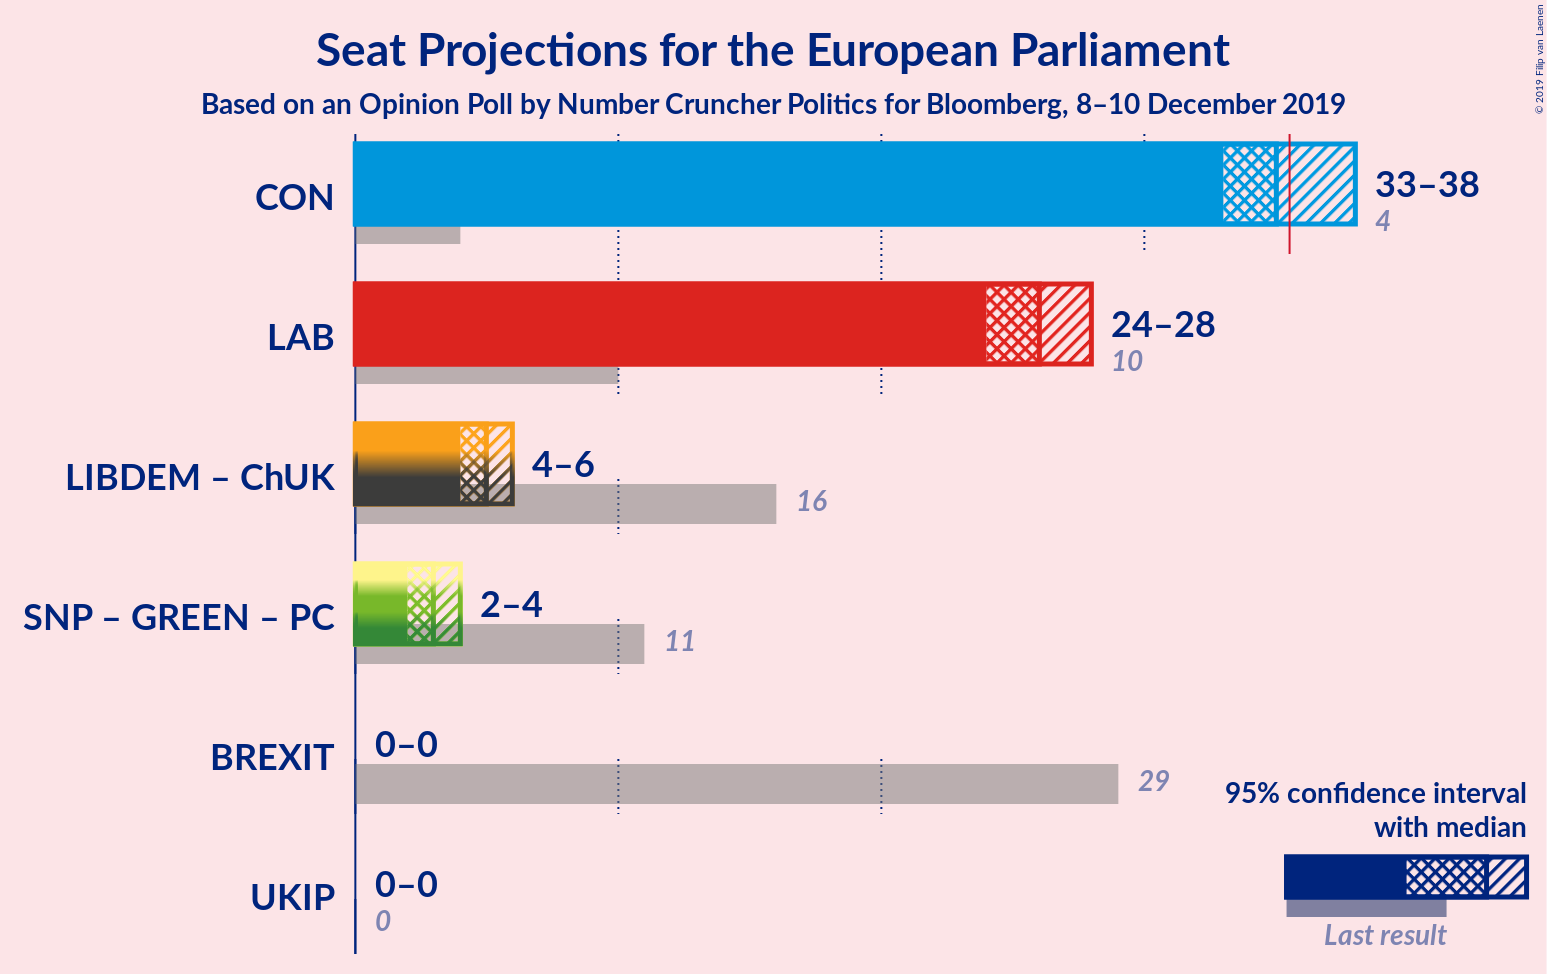 Seat Projections for the European Parliament
Based on an Opinion Poll by Number Cruncher Politics for Bloomberg, 8–10 December 2019
© 2019 Filip van Laenen
CON
33–38
4
LAB
24–28
10
LIBDEM – ChUK
4–6
16
SNP – GREEN – PC
2–4
11
BREXIT
0–0
29
UKIP
0–0
0
95% confidence interval
with median
Last result